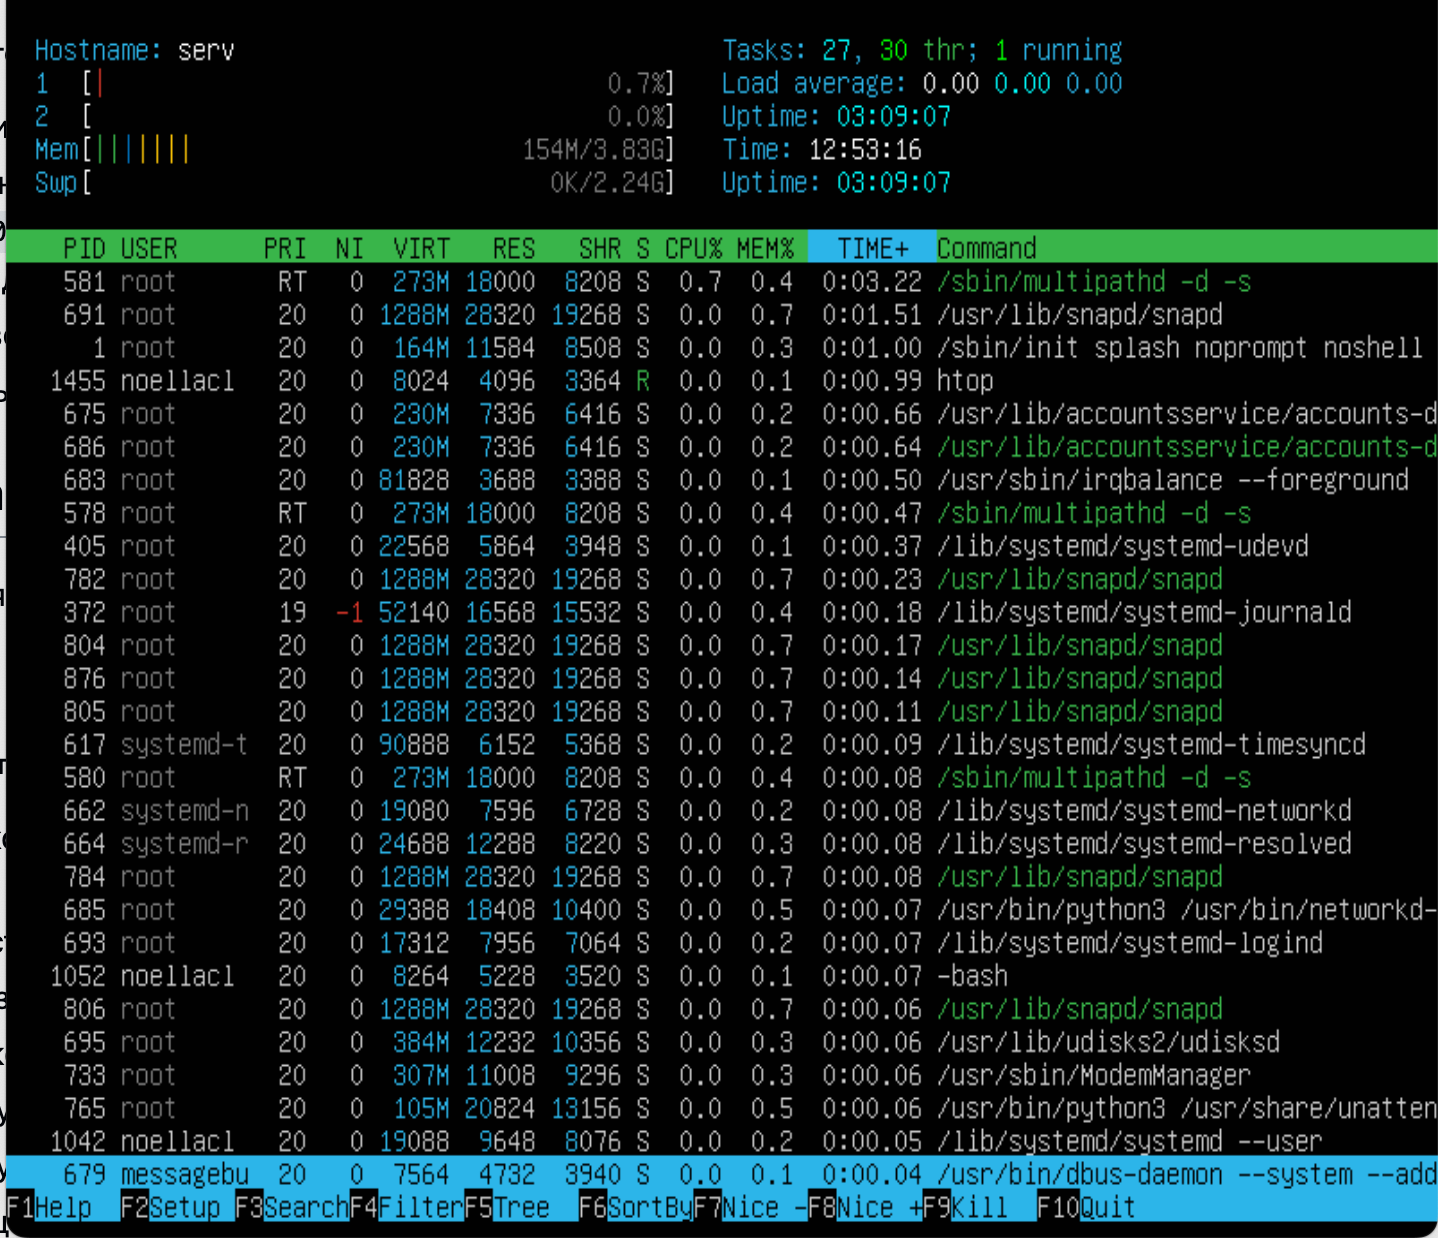 Hostname: serv
1 [| 0.7%]
2 [ 0.0%]
Mem[||||||| 154M/3.83G]
Swp[ 0K/2.24G]
Tasks: 27, 30 thr; 1 running
Load average: 0.00 0.00 0.00
Uptime: 03:09:07
Time: 12:53:16
Uptime: 03:09:07
PID USER PRI NI VIRT RES SHR S CPU% MEM% TIME+ Command
581 root RT 0 273M 18000 8208 S 0.7 0.4 0:03.22 /sbin/multipathd -d -s
691 root 20 0 1288M 28320 19268 S 0.0 0.7 0:01.51 /usr/lib/snapd/snapd
1 root 20 0 164M 11584 8508 S 0.0 0.3 0:01.00 /sbin/init splash noprompt noshell
1455 noellacl 20 0 8024 4096 3364 R 0.0 0.1 0:00.99 htop
675 root 20 0 230M 7336 6416 S 0.0 0.2 0:00.66 /usr/lib/accountsservice/accounts-d
686 root 20 0 230M 7336 6416 S 0.0 0.2 0:00.64 /usr/lib/accountsservice/accounts-d
683 root 20 0 81828 3688 3388 S 0.0 0.1 0:00.50 /usr/sbin/irqbalance --foreground
578 root RT 0 273M 18000 8208 S 0.0 0.4 0:00.47 /sbin/multipathd -d -s
405 root 20 0 22568 5864 3948 S 0.0 0.1 0:00.37 /lib/systemd/systemd-udevd
782 root 20 0 1288M 28320 19268 S 0.0 0.7 0:00.23 /usr/lib/snapd/snapd
372 root 19 -1 52140 16568 15532 S 0.0 0.4 0:00.18 /lib/systemd/systemd-journald
804 root 20 0 1288M 28320 19268 S 0.0 0.7 0:00.17 /usr/lib/snapd/snapd
876 root 20 0 1288M 28320 19268 S 0.0 0.7 0:00.14 /usr/lib/snapd/snapd
805 root 20 0 1288M 28320 19268 S 0.0 0.7 0:00.11 /usr/lib/snapd/snapd
617 systemd-t 20 0 90888 6152 5368 S 0.0 0.2 0:00.09 /lib/systemd/systemd-timesyncd
580 root RT 0 273M 18000 8208 S 0.0 0.4 0:00.08 /sbin/multipathd -d -s
662 systemd-n 20 0 19080 7596 6728 S 0.0 0.2 0:00.08 /lib/systemd/systemd-networkd
664 systemd-r 20 0 24688 12288 8220 S 0.0 0.3 0:00.08 /lib/systemd/systemd-resolved
784 root 20 0 1288M 28320 19268 S 0.0 0.7 0:00.08 /usr/lib/snapd/snapd
685 root 20 0 29388 18408 10400 S 0.0 0.5 0:00.07 /usr/bin/python3 /usr/bin/networkd-
693 root 20 0 17312 7956 7064 S 0.0 0.2 0:00.07 /lib/systemd/systemd-logind
1052 noellacl 20 0 8264 5228 3520 S 0.0 0.1 0:00.07 -bash
806 root 20 0 1288M 28320 19268 S 0.0 0.7 0:00.06 /usr/lib/snapd/snapd
695 root 20 0 384M 12232 10356 S 0.0 0.3 0:00.06 /usr/lib/udisks2/udisksd
733 root 20 0 307M 11008 9296 S 0.0 0.3 0:00.06 /usr/sbin/ModemManager
765 root 20 0 105M 20824 13156 S 0.0 0.5 0:00.06 /usr/bin/python3 /usr/share/unatten
1042 noellacl 20 0 19088 9648 8076 S 0.0 0.2 0:00.05 /lib/systemd/systemd --user
679 messagebu 20 0 7564 4732 3940 S 0.0 0.1 0:00.04 /usr/bin/dbus-daemon --system --add
F1Help F2Setup F3SearchF4FilterF5Tree F6SortByF7Nice -F8Nice +F9Kill F10Quit